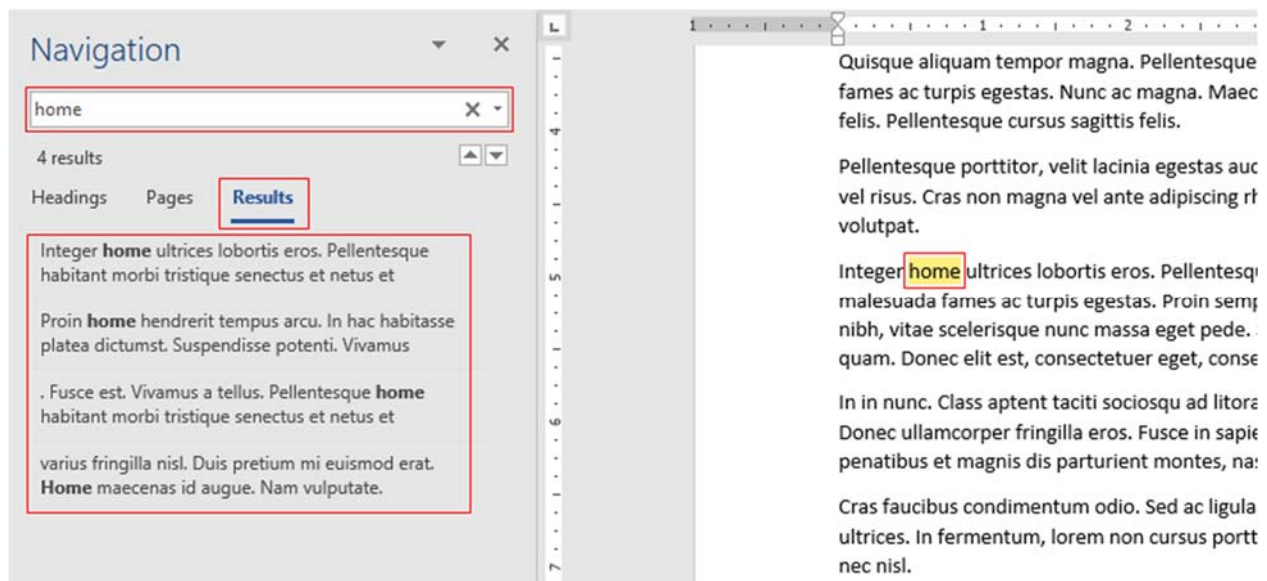 Navigation
home
4 results
Headings Pages Results
Integer home ultrices lobortis eros. Pellentesque
habitant morbi tristique senectus et netus et
Proin home hendrerit tempus arcu. In hac habitasse
platea dictumst. Suspendisse potenti. Vivamus
. Fusce est. Vivamus a tellus. Pellentesque home
habitant morbi tristique senectus et netus et
varius fringilla nisl. Duis pretium mi euismod erat.
Home maecenas id augue. Nam vulputate.
L
4
5
6
7
1 1 2
Quisque aliquam tempor magna. Pellentesque
fames ac turpis egestas. Nunc ac magna. Maec
felis. Pellentesque cursus sagittis felis.
Pellentesque porttitor, velit lacinia egestas auc
vel risus. Cras non magna vel ante adipiscing rh
volutpat.
Integer home ultrices lobortis eros. Pellentesqu
malesuada fames ac turpis egestas. Proin semp
nibh, vitae scelerisque nunc massa eget pede.
quam. Donec elit est, consectetuer eget, conse
In in nunc. Class aptent taciti sociosqu ad litora
Donec ullamcorper fringilla eros. Fusce in sapie
penatibus et magnis dis parturient montes, nas
Cras faucibus condimentum odio. Sed ac ligula
ultrices. In fermentum, lorem non cursus portt
nec nisl.